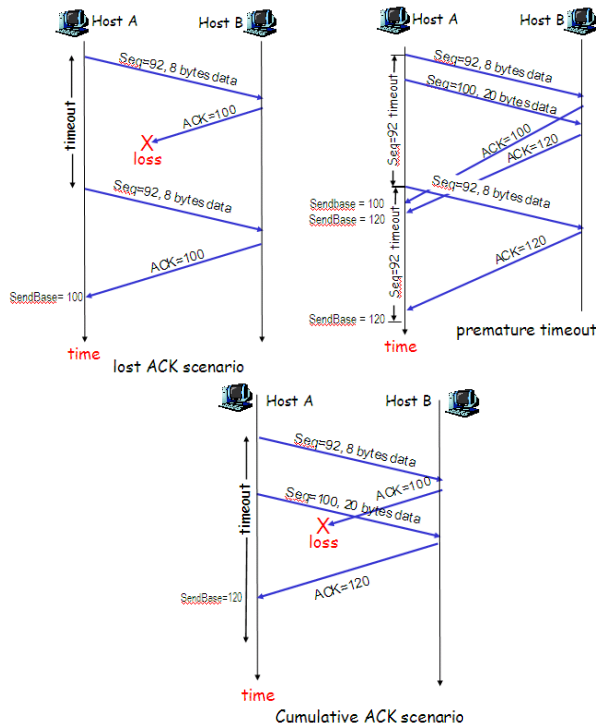 Host A
Host B
Seq=92, 8 bytes data
ACK=100
timeout
X
loss
Seq=92, 8 bytes data
ACK=100
SendBase= 100
time
lost ACK scenario
Host A
Host B
Seq=92, 8 bytes data
Seq=100, 20 bytes data
Seq=92 timeout
ACK=100
ACK=120
Seq=92, 8 bytes data
Sendbase = 100
SendBase = 120
Seq=92 timeout
ACK=120
SendBase = 120
time
premature timeout
Host A
Host B
Seq=92, 8 bytes data
timeout
ACK=100
Seq=100, 20 bytes data
X
loss
ACK=120
SendBase=120
time
Cumulative ACK scenario